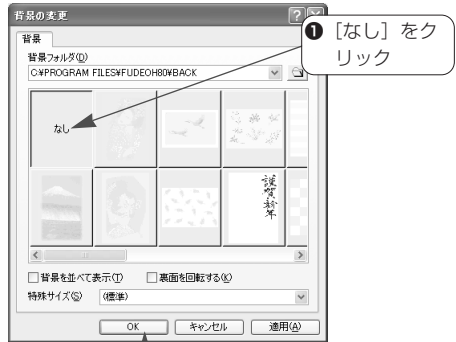 背景の変更
背景
背景フォルダ(D)
C:¥PROGRAM FILES¥FUDEOH80¥BACK
なし
謹賀新年
背景を並べて表示(T) 裏面を回転する(K)
特殊サイズ(S) (標準)
OK キャンセル 適用(A)
❶ [なし] をク
リック